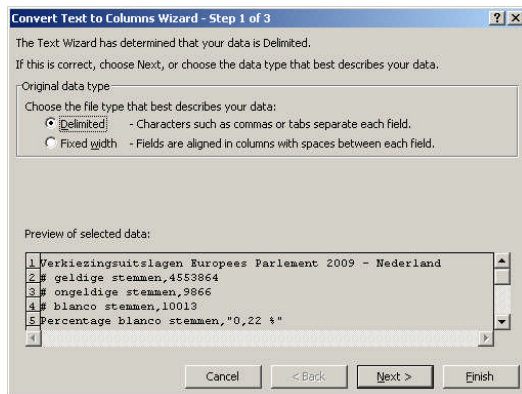 Convert Text to Columns Wizard - Step 1 of 3
The Text Wizard has determined that your data is Delimited.
If this is correct, choose Next, or choose the data type that best describes your data.
Original data type
Choose the file type that best describes your data:
Delimited - Characters such as commas or tabs separate each field.
Fixed width - Fields are aligned in columns with spaces between each field.
Preview of selected data:
1 Verkiezingsuitslagen Europees Parlement 2009 - Nederland
2 # geldige stemmen,4553864
3 # ongeldige stemmen,9866
4 # blanco stemmen,10013
5 Percentage blanco stemmen,"0,22 %"
Cancel < Back Next > Finish